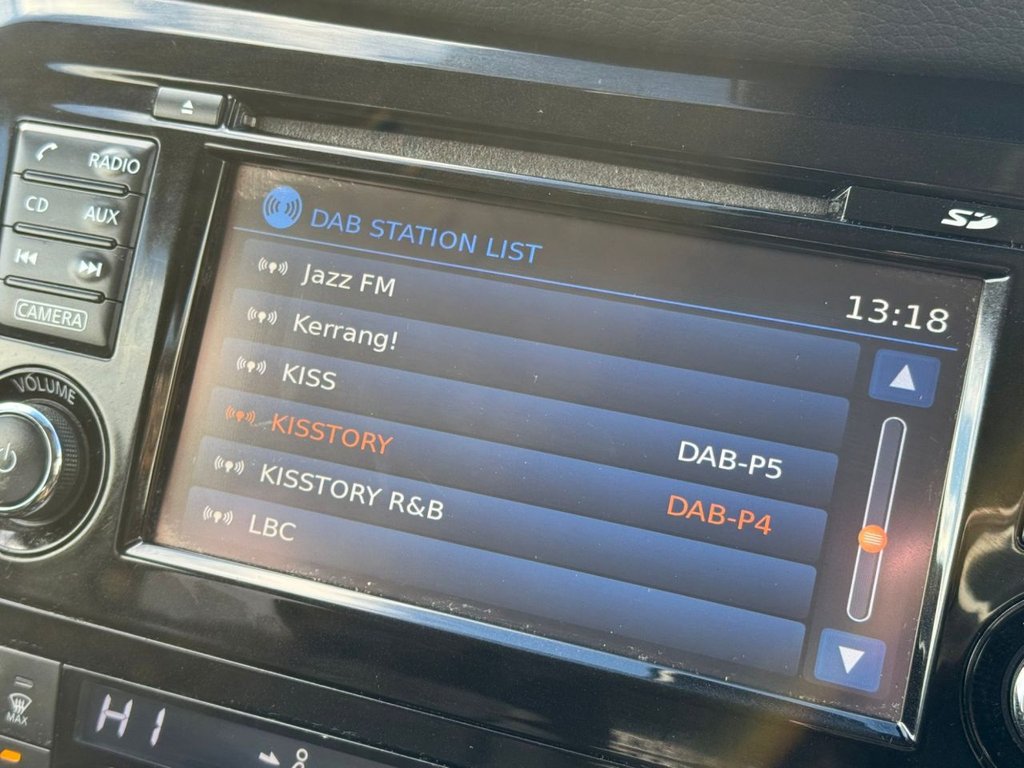 RADIO
CD
AUX
CAMERA
VOLUME
SD
DAB STATION LIST
13:18
Jazz FM
Kerrang!
KISS DAB-P5
KISSTORY DAB-P4
KISSTORY R&B
LBC
MAX
HI